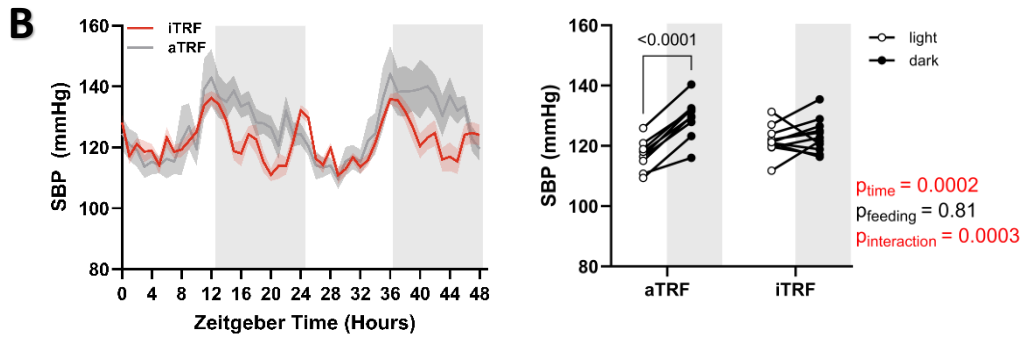 B
iTRF
aTRF
SBP (mmHg)
160
140
120
100
80
0 4 8 12 16 20 24 28 32 36 40 44 48
Zeitgeber Time (Hours)
SBP (mmHg)
160
140
120
100
80
<0.0001
aTRF iTRF
light
dark
ptime = 0.0002
pfeeding = 0.81
pinteraction = 0.0003